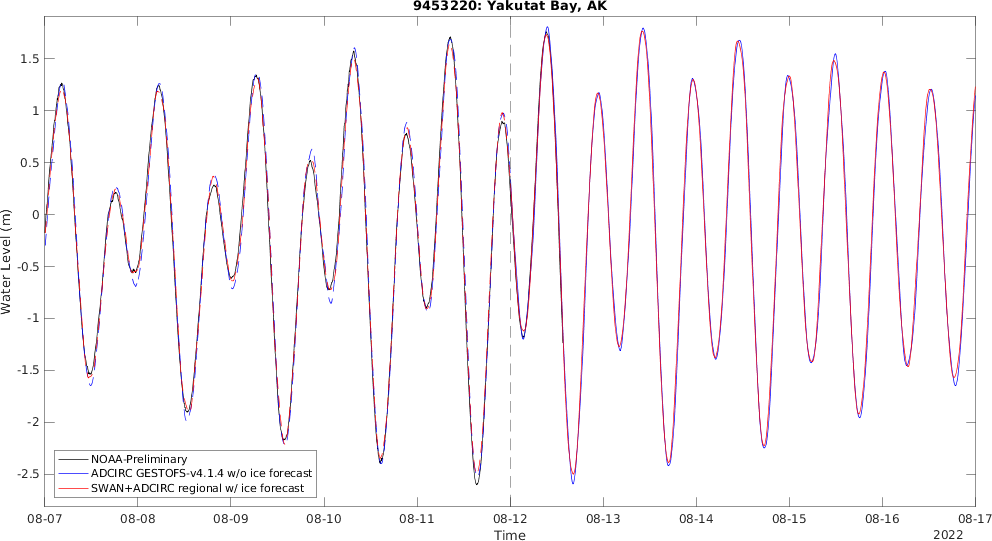 9453220: Yakutat Bay, AK
Water Level (m)
1.5
1
0.5
0
-0.5
-1
-1.5
-2
-2.5
NOAA-Preliminary
ADCIRC GESTOFS-v4.1.4 w/o ice forecast
SWAN+ADCIRC regional w/ ice forecast
08-07 08-08 08-09 08-10 08-11 08-12 08-13 08-14 08-15 08-16 08-17
Time
2022